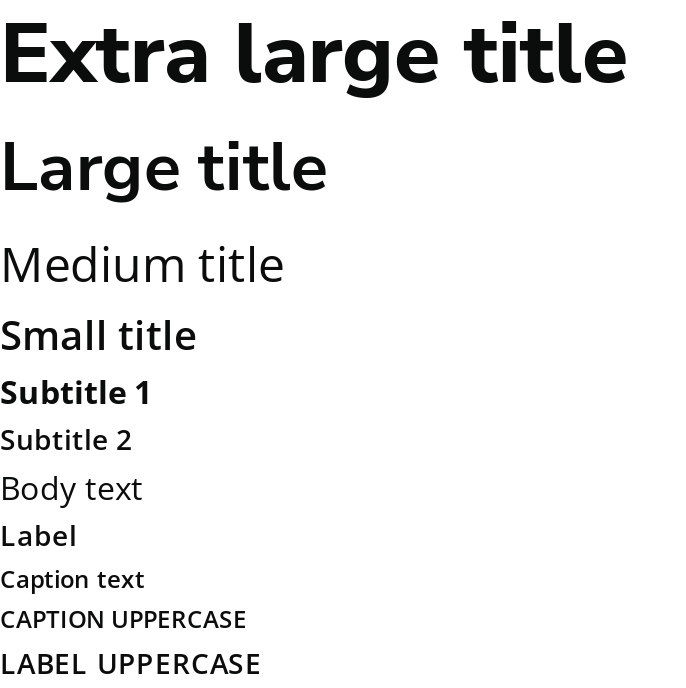 Extra large title
Large title
Medium title
Small title
Subtitle 1
Subtitle 2
Body text
Label
Caption text
CAPTION UPPERCASE
LABEL UPPERCASE